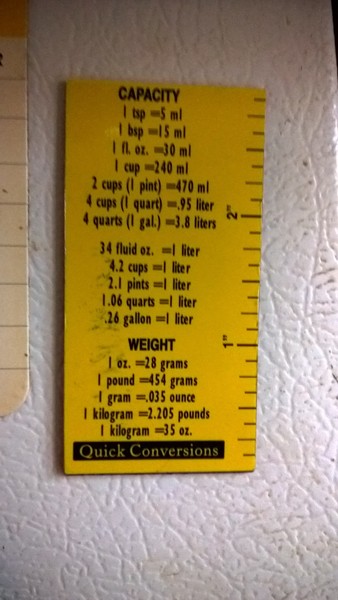 R
CAPACITY
1 tsp =5 ml
1 bsp =15 ml
1 fl. oz. =30 ml
1 cup =240 ml
2 cups (1 pint) =470 ml
4 cups (1 quart) =.95 liter
4 quarts (1 gal.) =3.8 liters
2"
34 fluid oz. =1 liter
4.2 cups =1 liter
2.1 pints =1 liter
1.06 quarts =1 liter
.26 gallon =1 liter
1"
WEIGHT
1 oz. =28 grams
1 pound =454 grams
1 gram =.035 ounce
1 kilogram =2.205 pounds
1 kilogram =35 oz.
Quick Conversions